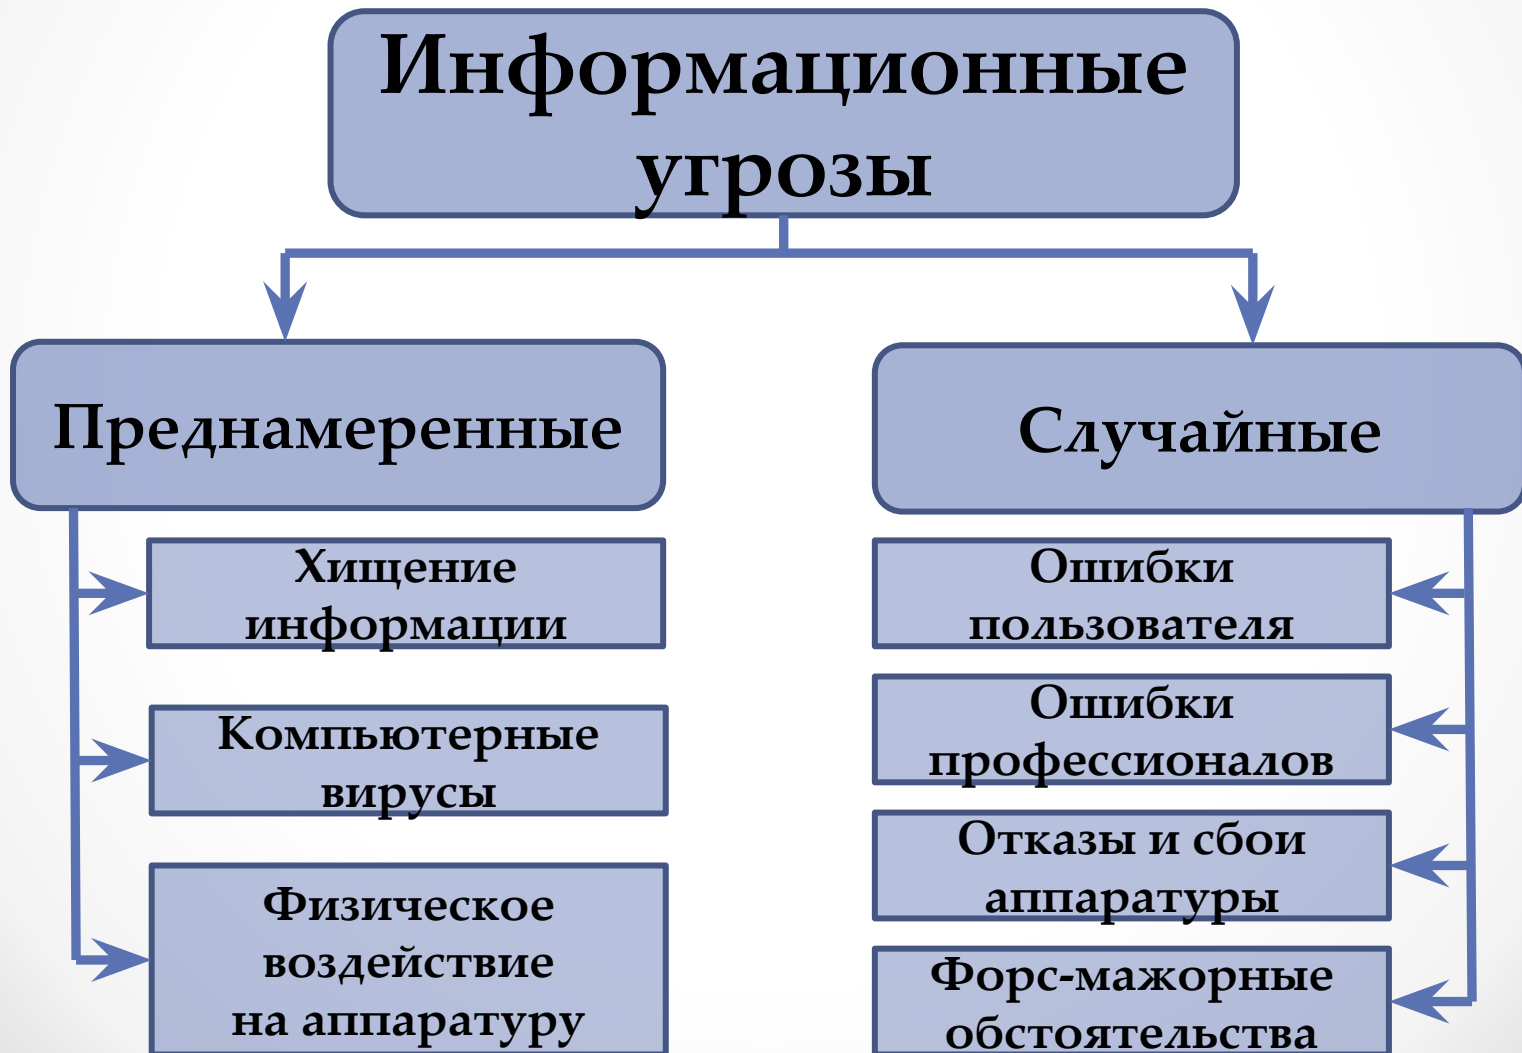 Информационные
угрозы
Преднамеренные
Случайные
Хищение
информации
Компьютерные
вирусы
Физическое
воздействие
на аппаратуру
Ошибки
пользователя
Ошибки
профессионалов
Отказы и сбои
аппаратуры
Форс-мажорные
обстоятельства